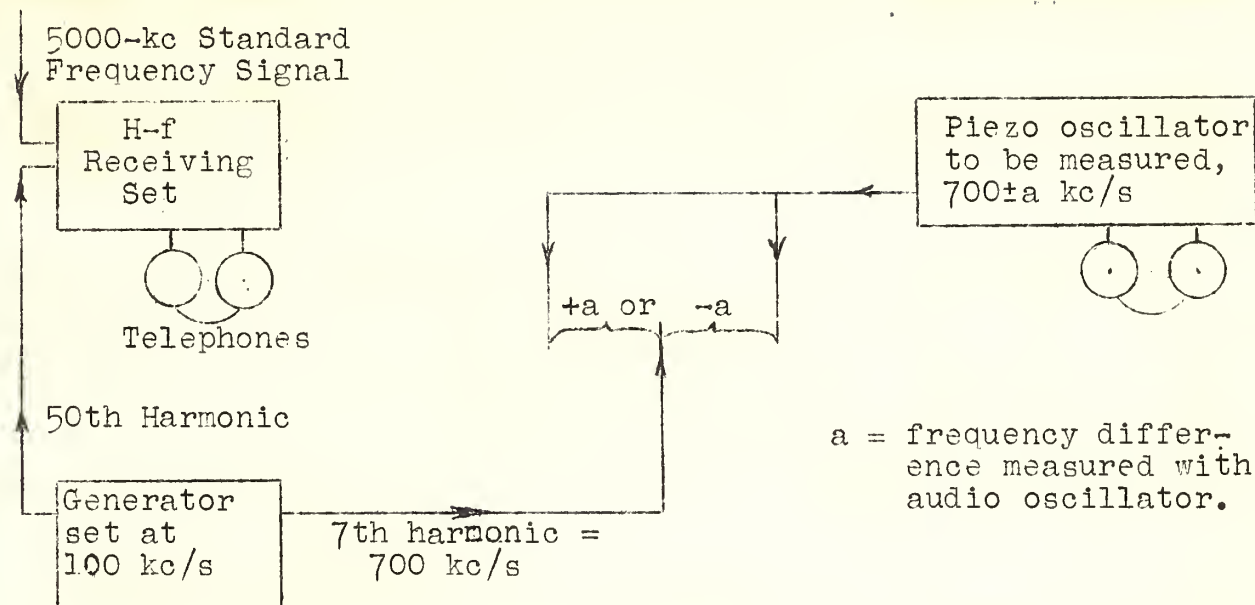 5000-kc Standard
Frequency Signal
H-f
Receiving
Set
Telephones
50th Harmonic
Generator
set at
100 kc/s
7th harmonic =
700 kc/s
+a or -a
Piezo oscillator
to be measured,
700±a kc/s
a = frequency differ-
ence measured with
audio oscillator.